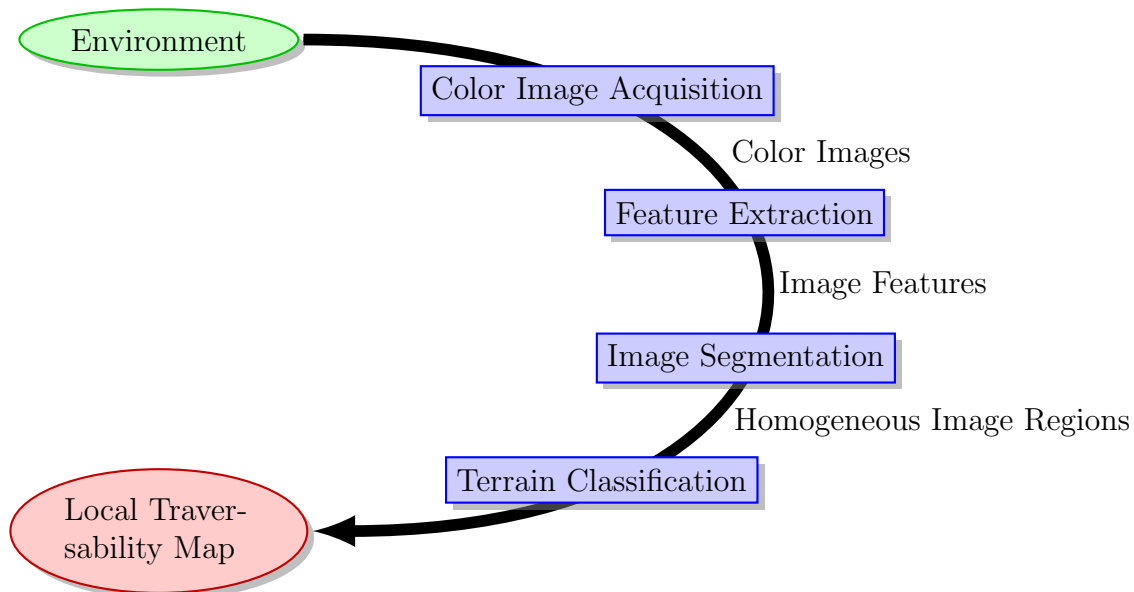 Environment
Color Image Acquisition
Color Images
Feature Extraction
Image Features
Image Segmentation
Homogeneous Image Regions
Terrain Classification
Local Traver-
sability Map